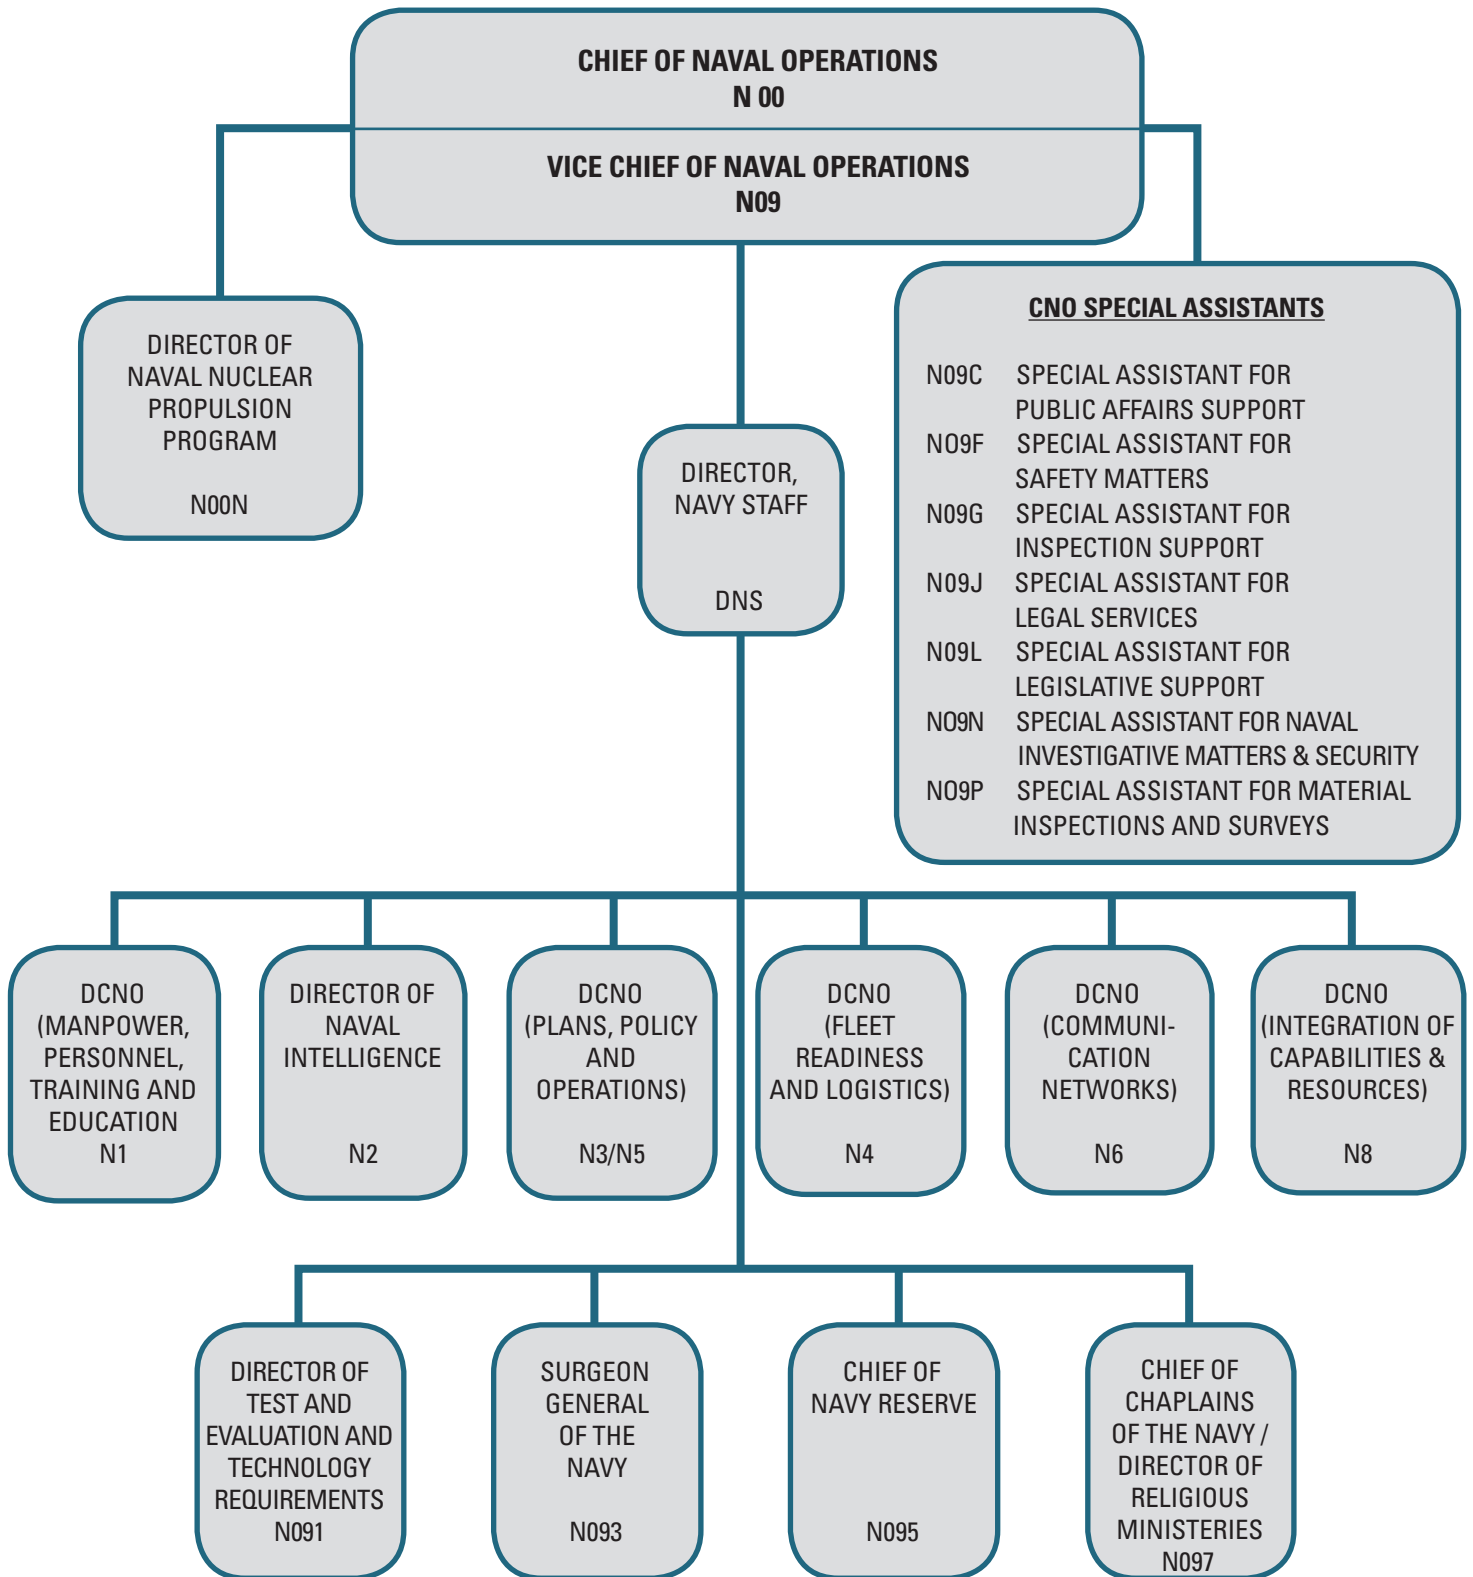 CHIEF OF NAVAL OPERATIONS
N 00
VICE CHIEF OF NAVAL OPERATIONS
N09
DIRECTOR OF
NAVAL NUCLEAR
PROPULSION
PROGRAM
N00N
DIRECTOR,
NAVY STAFF
DNS
CNO SPECIAL ASSISTANTS
N09C SPECIAL ASSISTANT FOR
PUBLIC AFFAIRS SUPPORT
NO9F SPECIAL ASSISTANT FOR
SAFETY MATTERS
N09G SPECIAL ASSISTANT FOR
INSPECTION SUPPORT
N09J SPECIAL ASSISTANT FOR
LEGAL SERVICES
N09L SPECIAL ASSISTANT FOR
LEGISLATIVE SUPPORT
NO9N SPECIAL ASSISTANT FOR NAVAL
INVESTIGATIVE MATTERS & SECURITY
NO9P SPECIAL ASSISTANT FOR MATERIAL
INSPECTIONS AND SURVEYS
DCNO
(MANPOWER,
PERSONNEL,
TRAINING AND
EDUCATION
N1
DIRECTOR OF
NAVAL
INTELLIGENCE
N2
DCNO
(PLANS, POLICY
AND
OPERATIONS)
N3/N5
DCNO
(FLEET
READINESS
AND LOGISTICS)
N4
DCNO
(COMMUNI-
CATION
NETWORKS)
N6
DCNO
(INTEGRATION OF
CAPABILITIES &
RESOURCES)
N8
DIRECTOR OF
TEST AND
EVALUATION AND
TECHNOLOGY
REQUIREMENTS
N091
SURGEON
GENERAL
OF THE
NAVY
N093
CHIEF OF
NAVY RESERVE
N095
CHIEF OF
CHAPLAINS
OF THE NAVY /
DIRECTOR OF
RELIGIOUS
MINISTERIES
N097